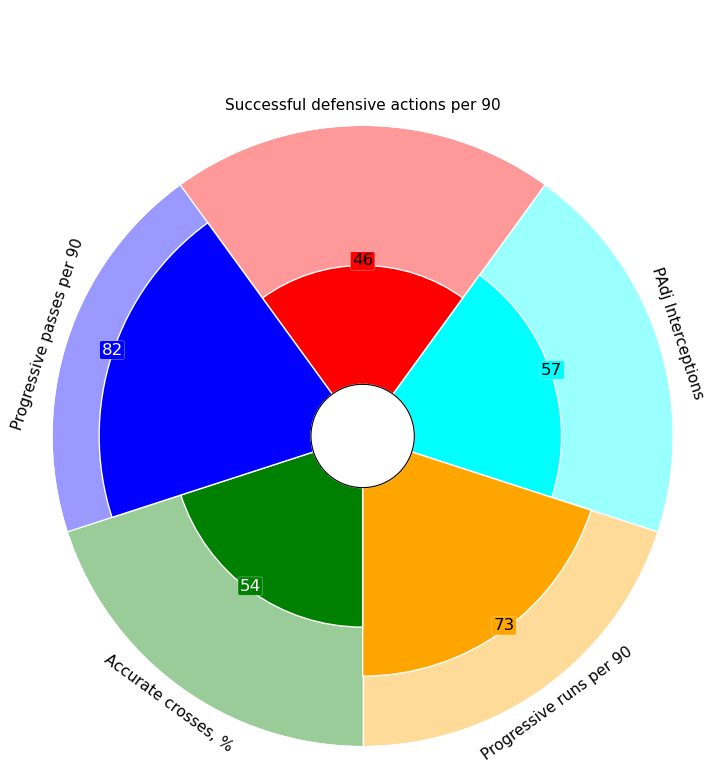 Successful defensive actions per 90
46
PAdj Interceptions
57
Progressive runs per 90
73
Accurate crosses, %
54
Progressive passes per 90
82